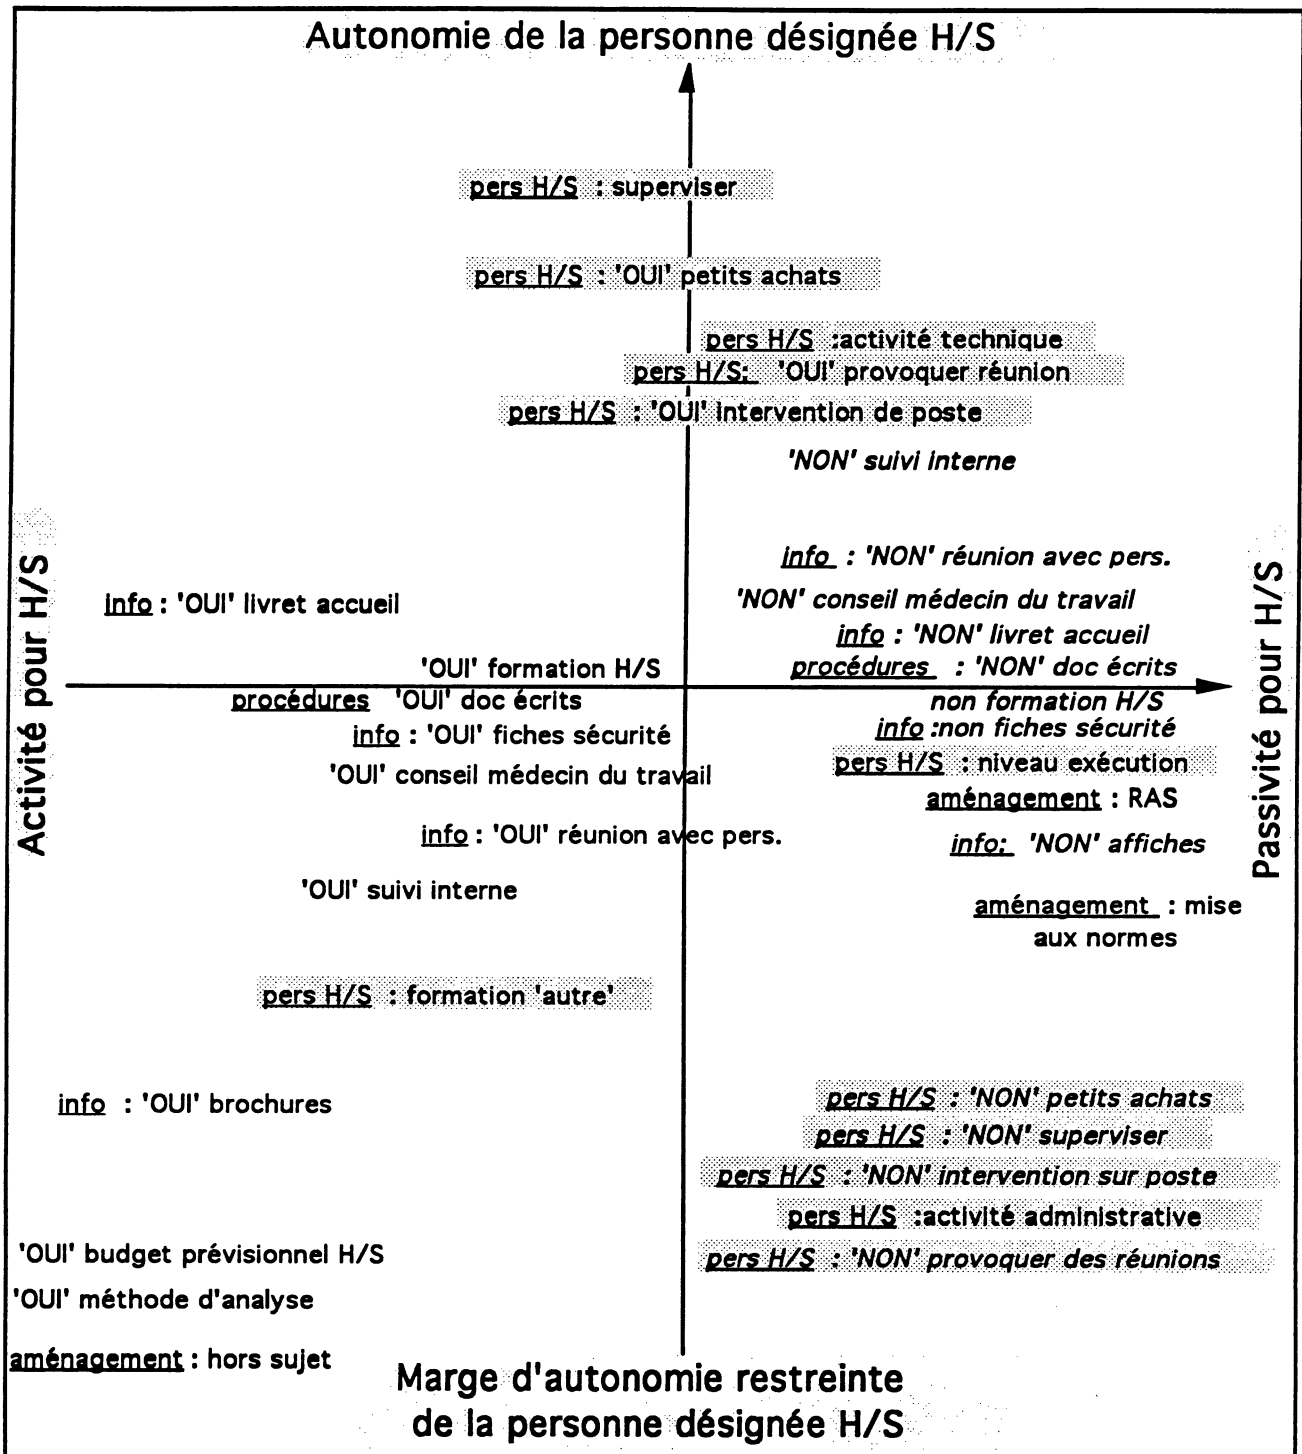 Autonomie de la personne désignée H/S
pers H/S : superviser
pers H/S : 'OUI' petits achats
pers H/S :activité technique
pers H/S: 'OUI' provoquer réunion
pers H/S : 'OUI' intervention de poste
'NON' suivi interne
Activité pour H/S
Passivité pour H/S
info : 'NON' réunion avec pers.
info : 'OUI' livret accueil
'NON' conseil médecin du travail
info : 'NON' livret accueil
'OUI' formation H/S
procédures : 'NON' doc écrits
procédures 'OUI' doc écrits
non formation H/S
info : 'OUI' fiches sécurité
info :non fiches sécurité
'OUI' conseil médecin du travail
pers H/S : niveau exécution
aménagement : RAS
info : 'OUI' réunion avec pers.
info: 'NON' affiches
'OUI' suivi interne
aménagement : mise
aux normes
pers H/S : formation 'autre'
info : 'OUI' brochures
pers H/S : 'NON' petits achats
pers H/S : 'NON' superviser
pers H/S : 'NON' intervention sur poste
pers H/S :activité administrative
'OUI' budget prévisionnel H/S
pers H/S : 'NON' provoquer des réunions
'OUI' méthode d'analyse
aménagement : hors sujet
Marge d'autonomie restreinte
de la personne désignée H/S